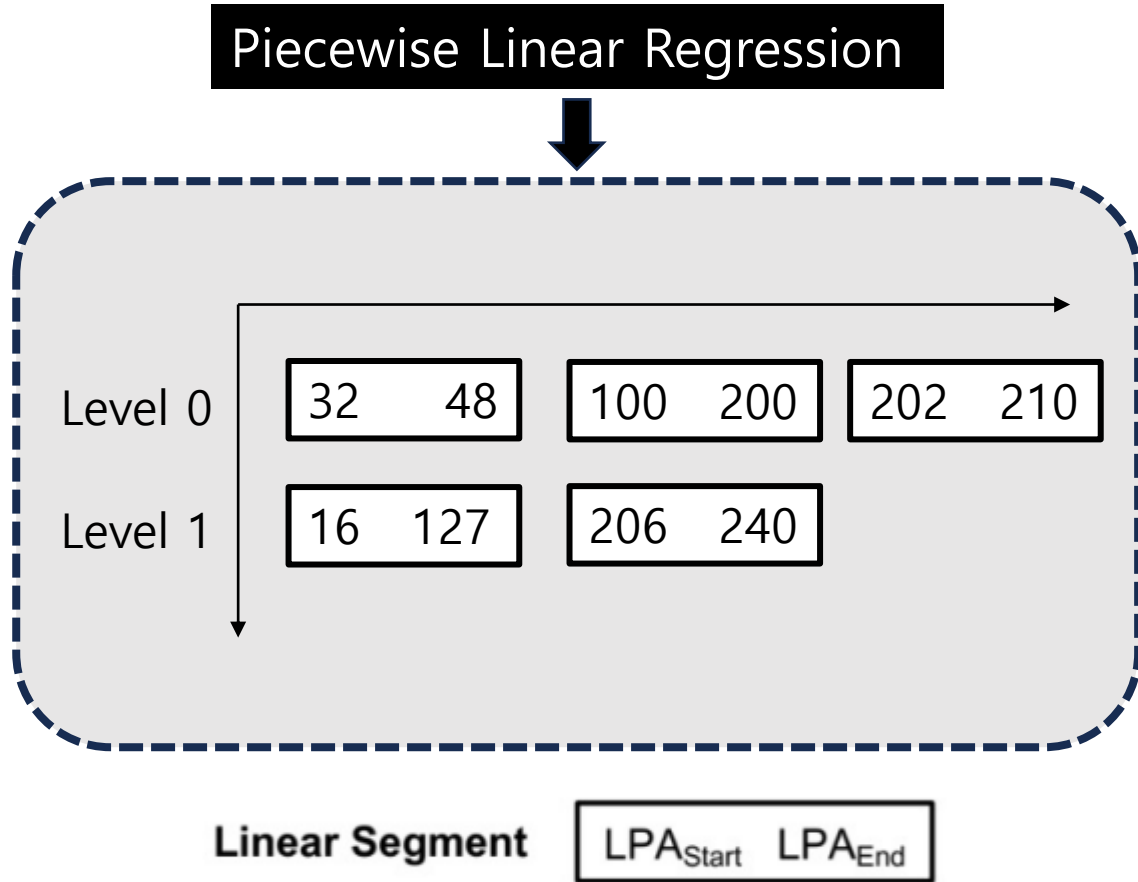 Piecewise Linear Regression
Level 0 32 48 100 200 202 210
Level 1 16 127 206 240
Linear Segment LPAStart LPAEnd